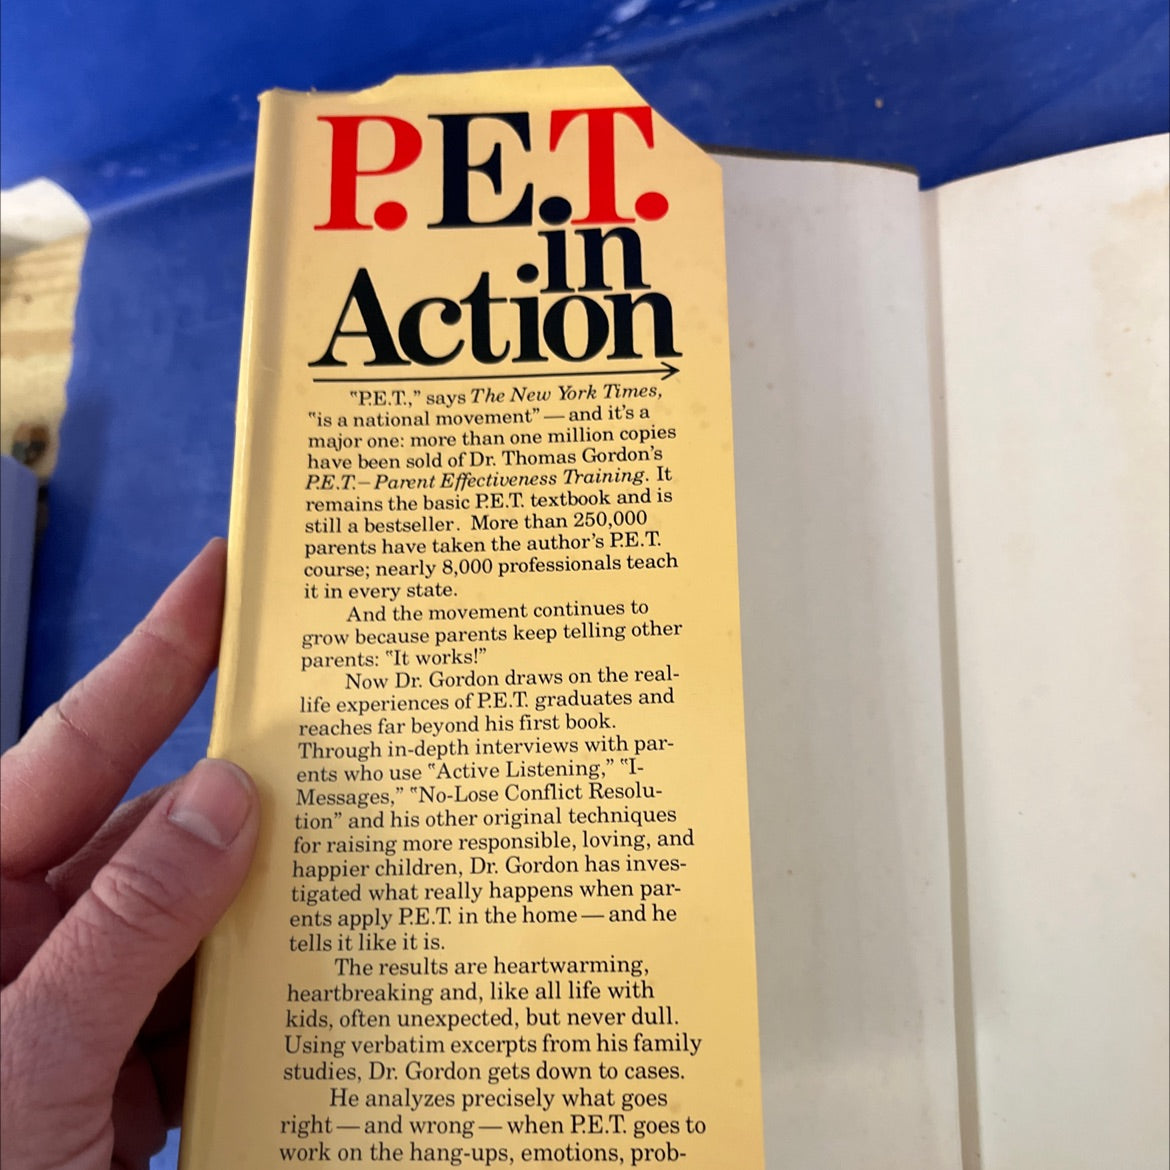 P.E.T.
in
Action
"P.E.T.," says The New York Times,
"is a national movement" — and it's a
major one: more than one million copies
have been sold of Dr. Thomas Gordon's
P.E.T.– Parent Effectiveness Training. It
remains the basic P.E.T. textbook and is
still a bestseller. More than 250,000
parents have taken the author's P.E.T.
course; nearly 8,000 professionals teach
it in every state.
And the movement continues to
grow because parents keep telling other
parents: "It works!"
Now Dr. Gordon draws on the real-
life experiences of P.E.T. graduates and
reaches far beyond his first book.
Through in-depth interviews with par-
ents who use "Active Listening," "I-
Messages," "No-Lose Conflict Resolu-
tion" and his other original techniques
for raising more responsible, loving, and
happier children, Dr. Gordon has inves-
tigated what really happens when par-
ents apply P.E.T. in the home — and he
tells it like it is.
The results are heartwarming,
heartbreaking and, like all life with
kids, often unexpected, but never dull.
Using verbatim excerpts from his family
studies, Dr. Gordon gets down to cases.
He analyzes precisely what goes
right — and wrong — when P.E.T. goes to
work on the hang-ups, emotions, prob-